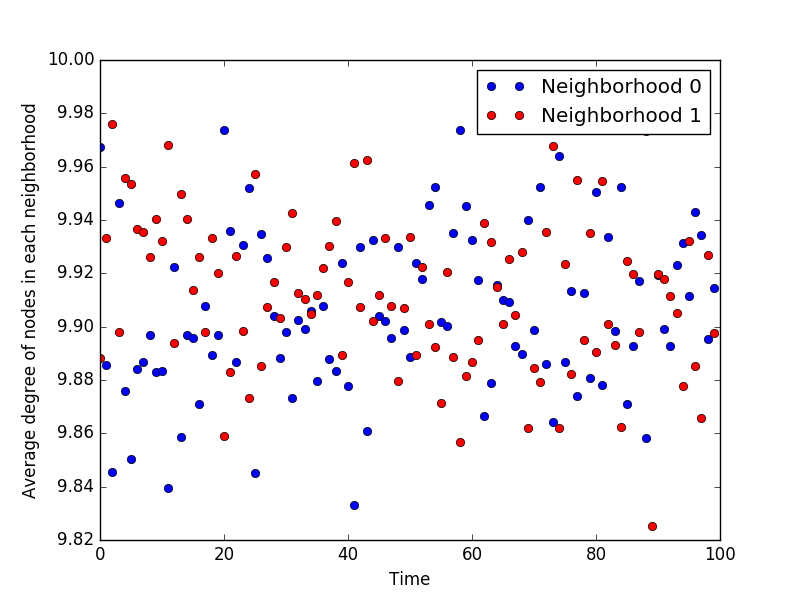 10.00
9.98
9.96
9.94
9.92
9.90
9.88
9.86
9.84
9.82
Average degree of nodes in each neighborhood
Neighborhood 0
Neighborhood 1
0 20 40 60 80 100
Time